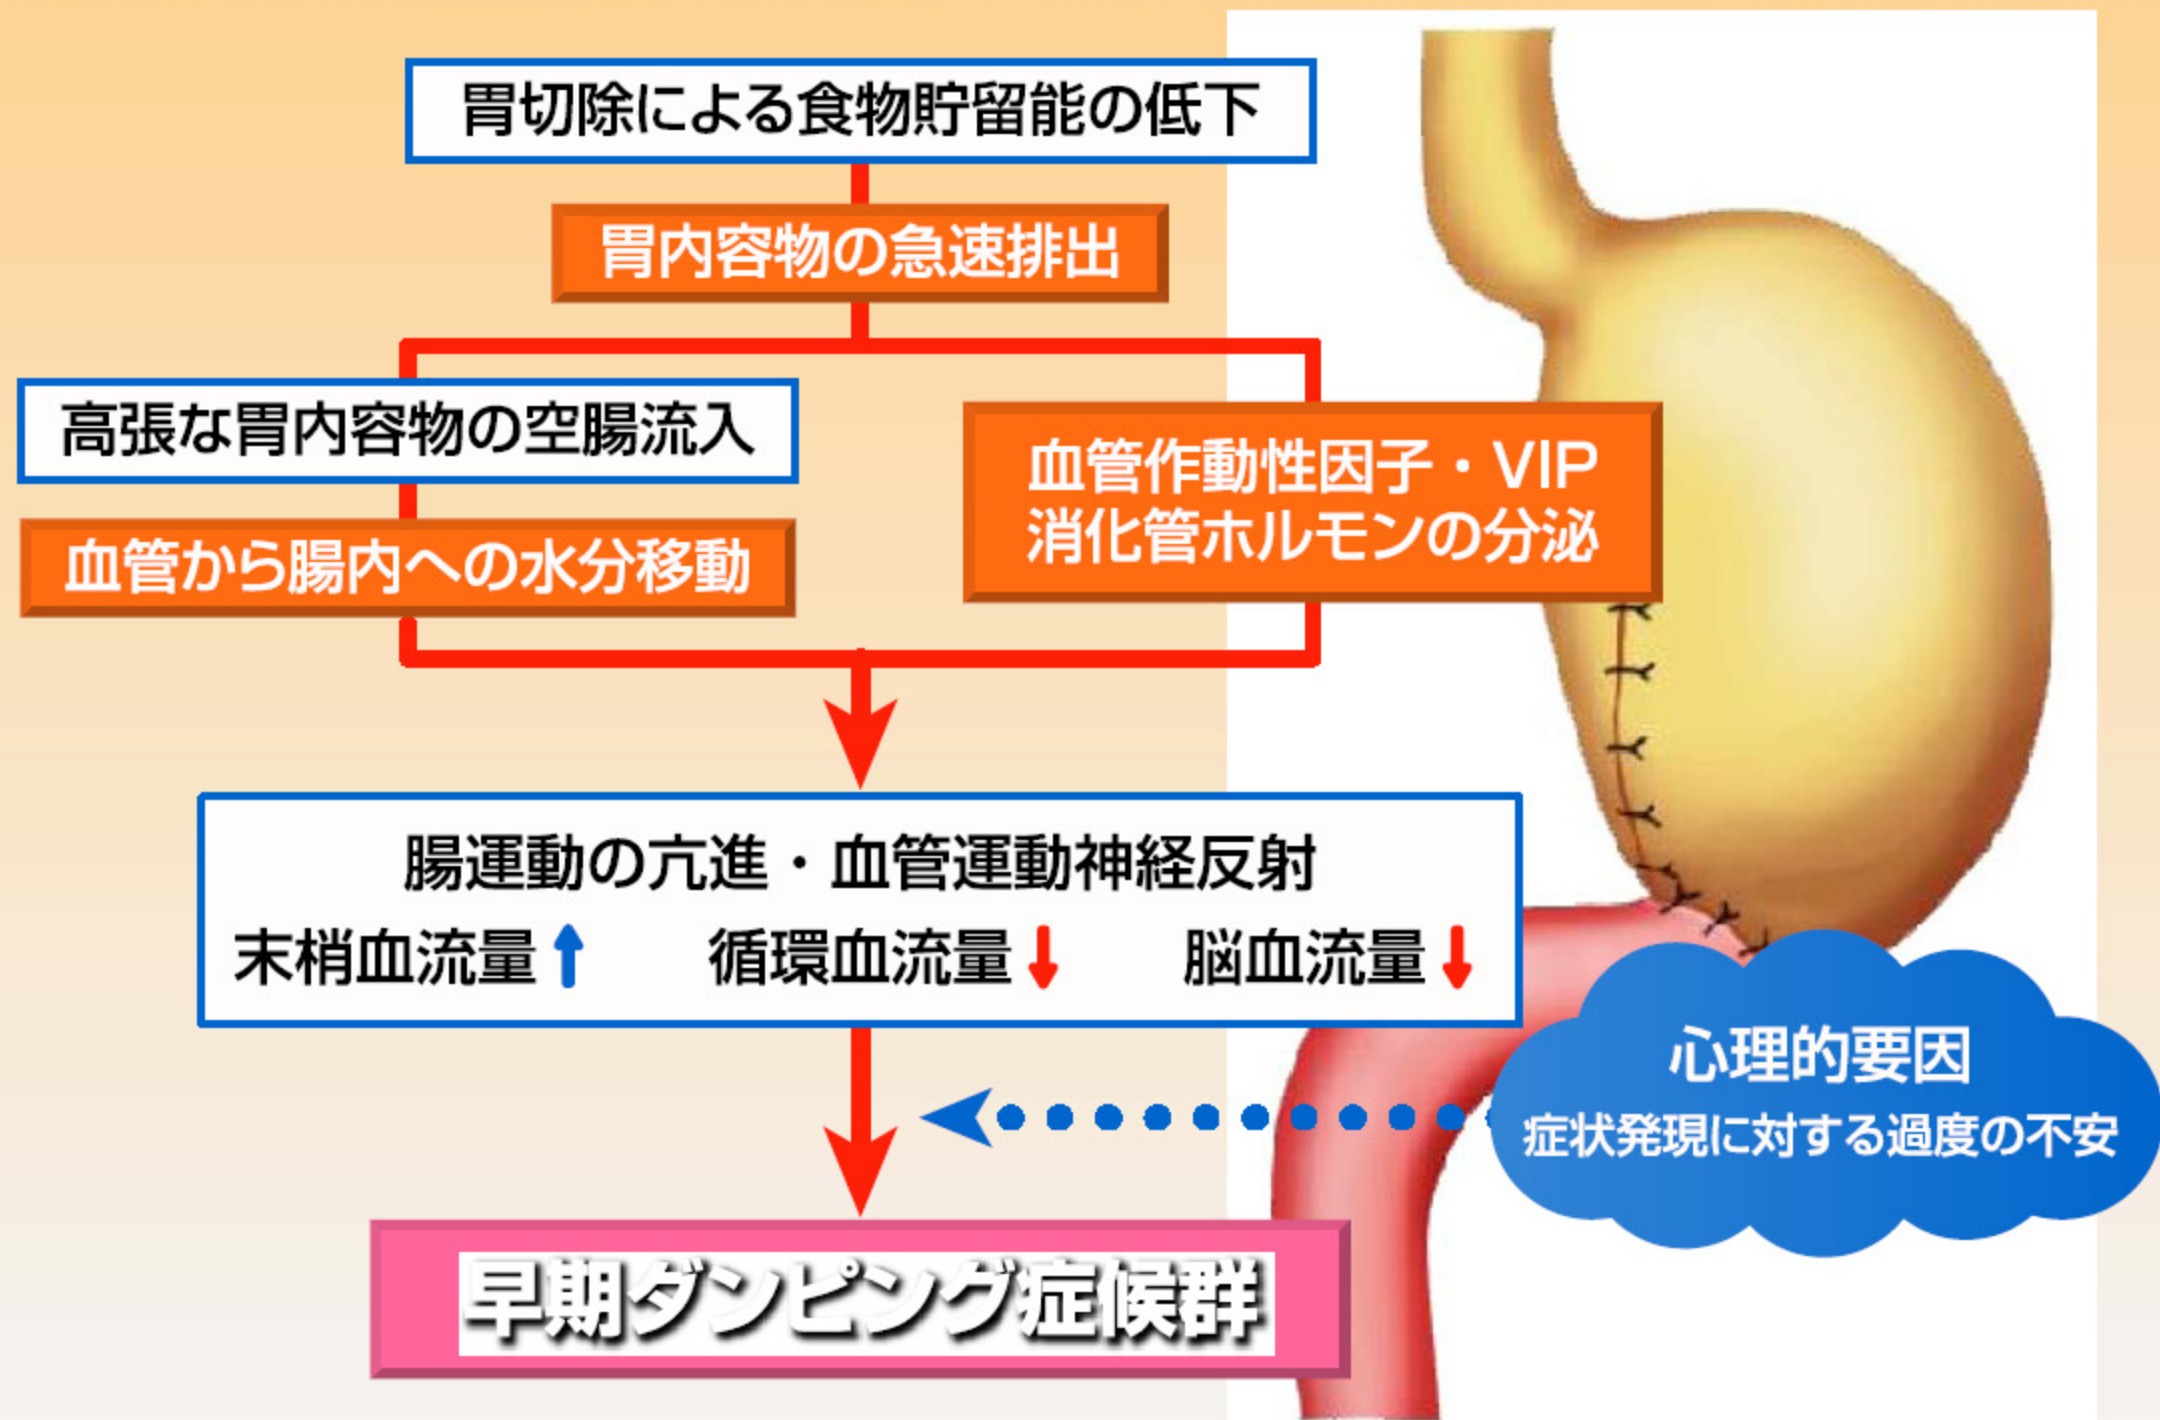 胃切除による食物貯留能の低下
胃内容物の急速排出
高張な胃内容物の空腸流入
血管から腸内への水分移動
血管作動性因子・VIP
消化管ホルモンの分泌
腸運動の亢進・血管運動神経反射
末梢血流量↑ 循環血流量↓ 脳血流量↓
心理的要因
症状発現に対する過度の不安
早期ダンピング症候群